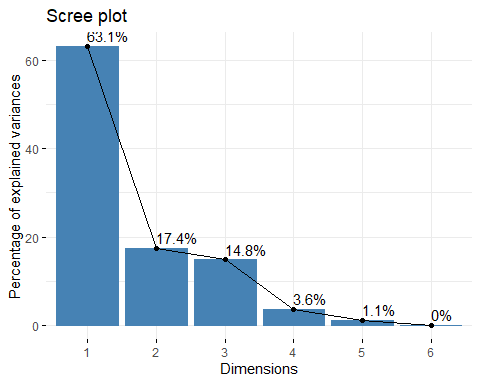 Scree plot
63.1%
17.4%
14.8%
3.6%
1.1%
0%
60
40
20
0
Percentage of explained variances
1 2 3 4 5 6
Dimensions